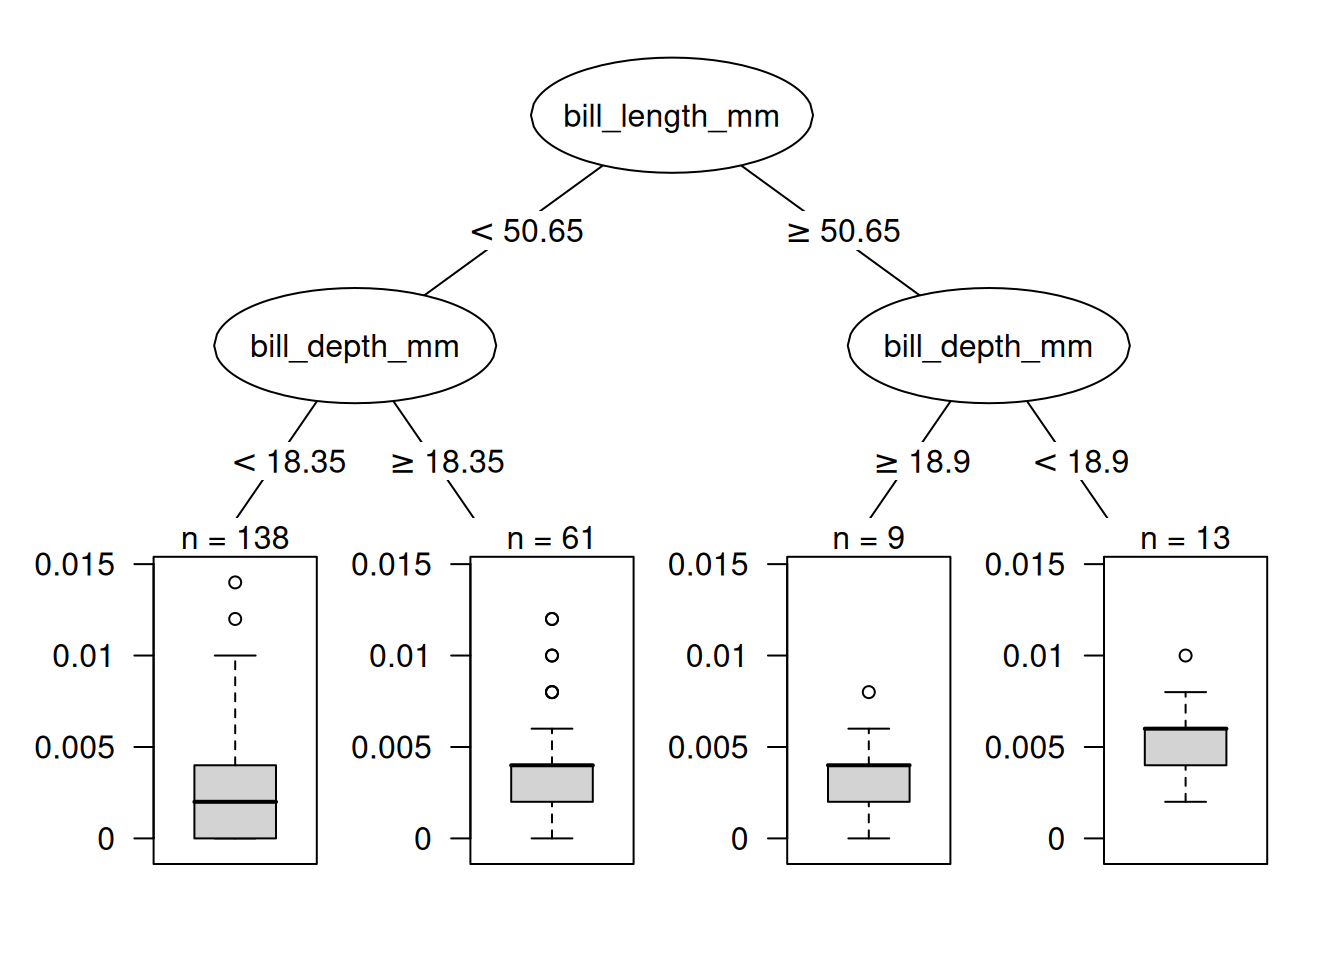 bill_length_mm
< 50.65 ≥ 50.65
bill_depth_mm bill_depth_mm
< 18.35 ≥ 18.35 ≥ 18.9 < 18.9
n = 138 n = 61 n = 9 n = 13
0.015 0.015 0.015 0.015
0.01 0.01 0.01 0.01
0.005 0.005 0.005 0.005
0 0 0 0